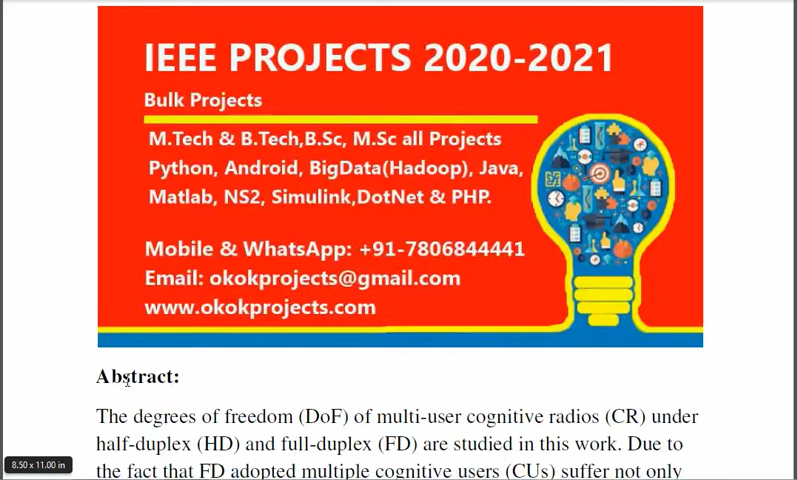 IEEE PROJECTS 2020-2021
Bulk Projects
M.Tech & B.Tech,B.Sc, M.Sc all Projects
Python, Android, BigData(Hadoop), Java,
Matlab, NS2, Simulink,DotNet & PHP.
Mobile & WhatsApp: +91-7806844441
Email: okokprojects@gmail.com
www.okokprojects.com
Abstract:
The degrees of freedom (DoF) of multi-user cognitive radios (CR) under
half-duplex (HD) and full-duplex (FD) are studied in this work. Due to
the fact that FD adopted multiple cognitive users (CUs) suffer not only
8.50 x 11.00 in